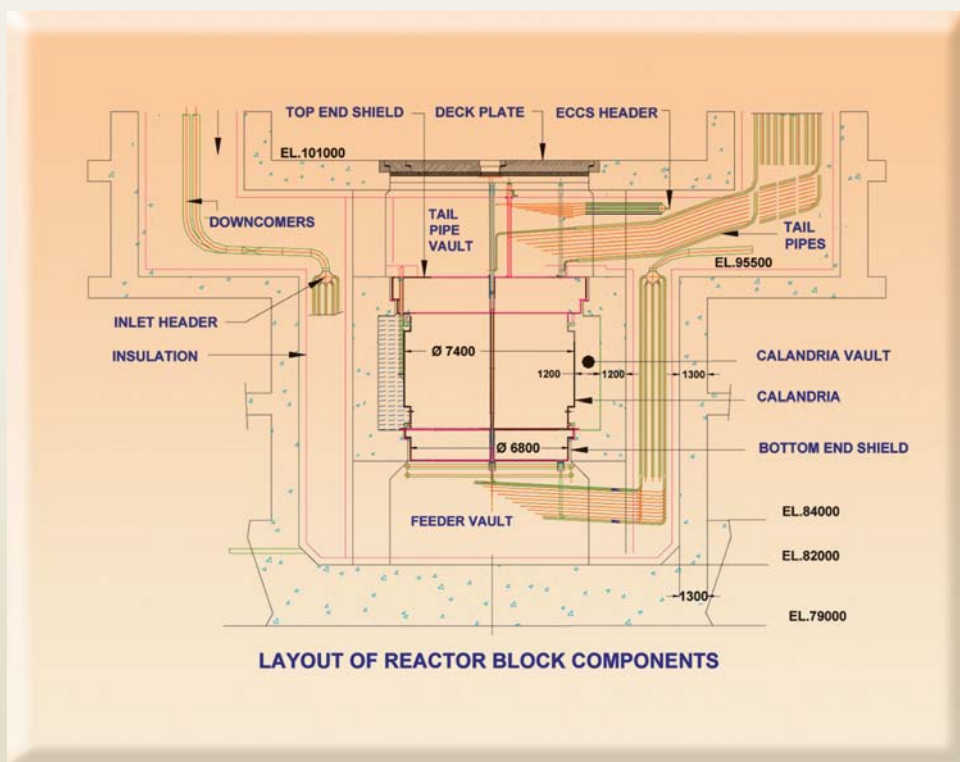 TOP END SHIELD
DECK PLATE
ECCS HEADER
EL.101000
DOWNCOMERS
TAIL
PIPE
VAULT
TAIL
PIPES
EL.95500
INLET HEADER
INSULATION
Ø 7400
1200
1200
1300
CALANDRIA VAULT
CALANDRIA
Ø 6800
BOTTOM END SHIELD
FEEDER VAULT
EL.84000
EL.82000
1300
EL.79000
LAYOUT OF REACTOR BLOCK COMPONENTS